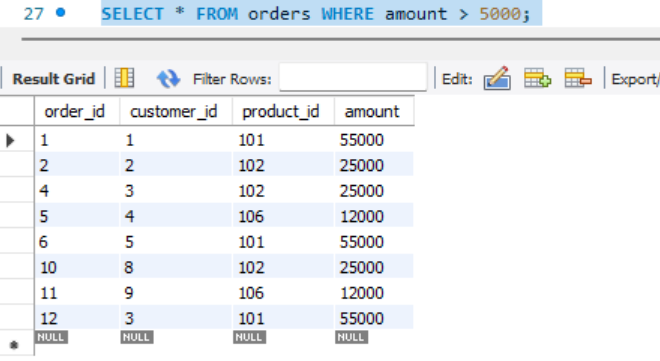 27 SELECT * FROM orders WHERE amount > 5000;
Result Grid Filter Rows: Edit: Export/
order_id customer_id product_id amount
1 1 101 55000
2 2 102 25000
4 3 102 25000
5 4 106 12000
6 5 101 55000
10 8 102 25000
11 9 106 12000
12 3 101 55000
NULL NULL NULL NULL